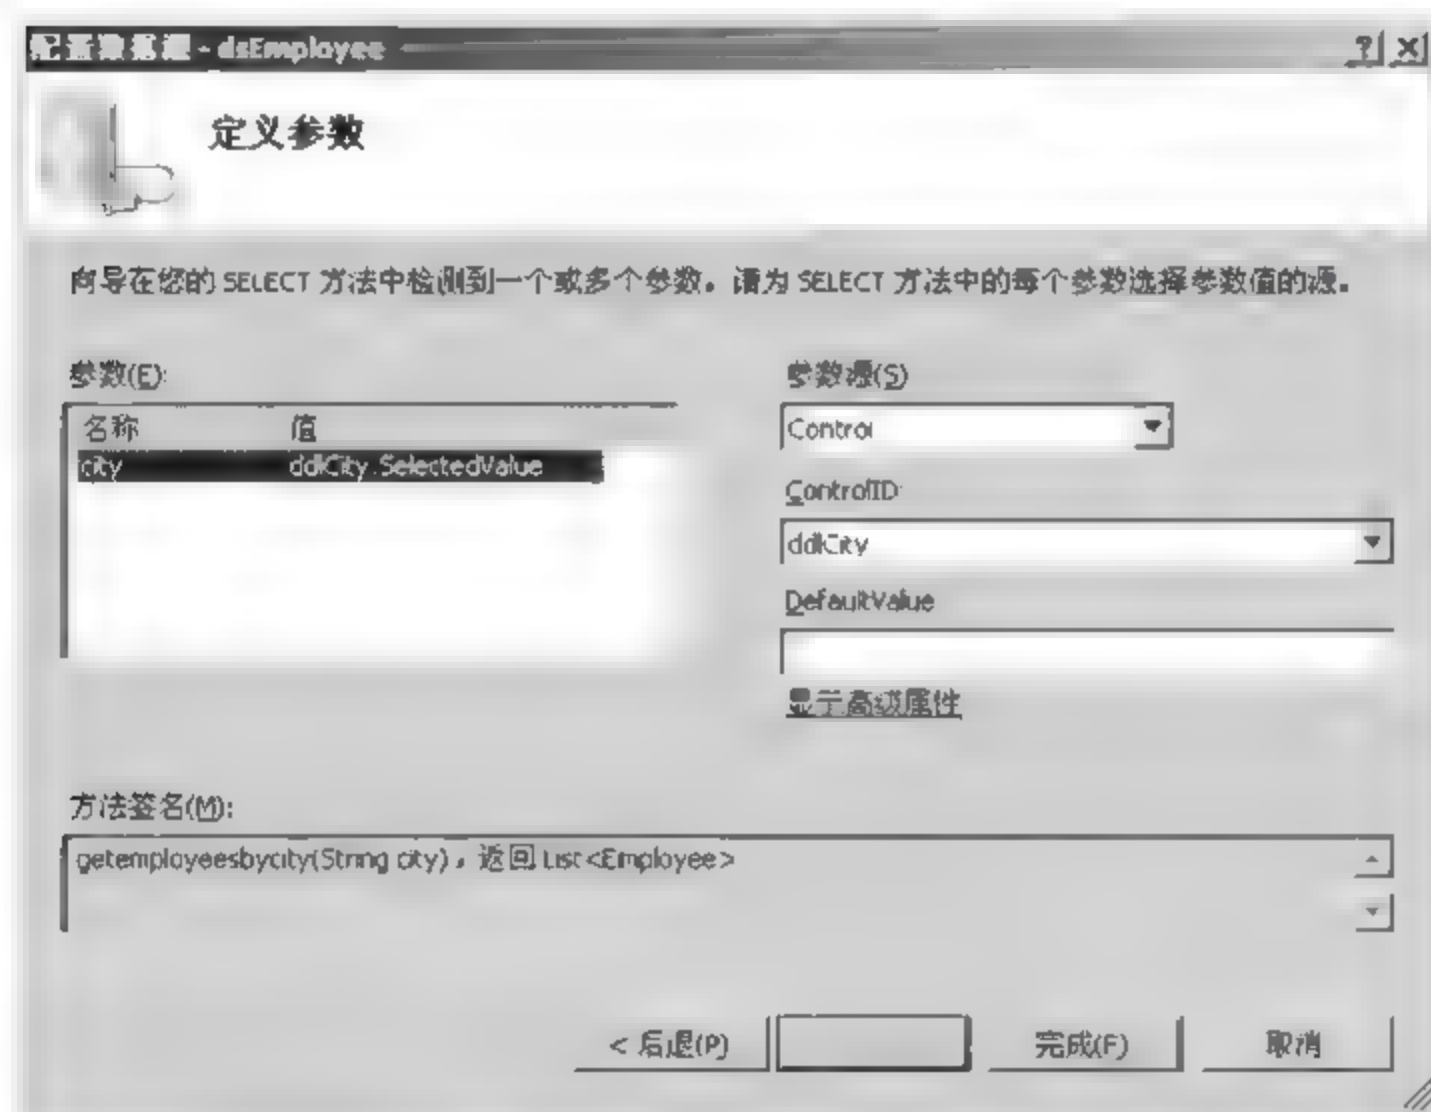 配置数据源 - dsEmployee
定义参数
向导在您的 SELECT 方法中检测到一个或多个参数。请为 SELECT 方法中的每个参数选择参数值的源。
参数(E):
名称 值
city ddlCity.SelectedValue
参数源(S)
Control
ControlID:
ddlCity
DefaultValue
显示高级属性
方法签名(M):
getemployeesbycity(String city)，返回 List<Employee>
< 后退(P) 完成(F) 取消